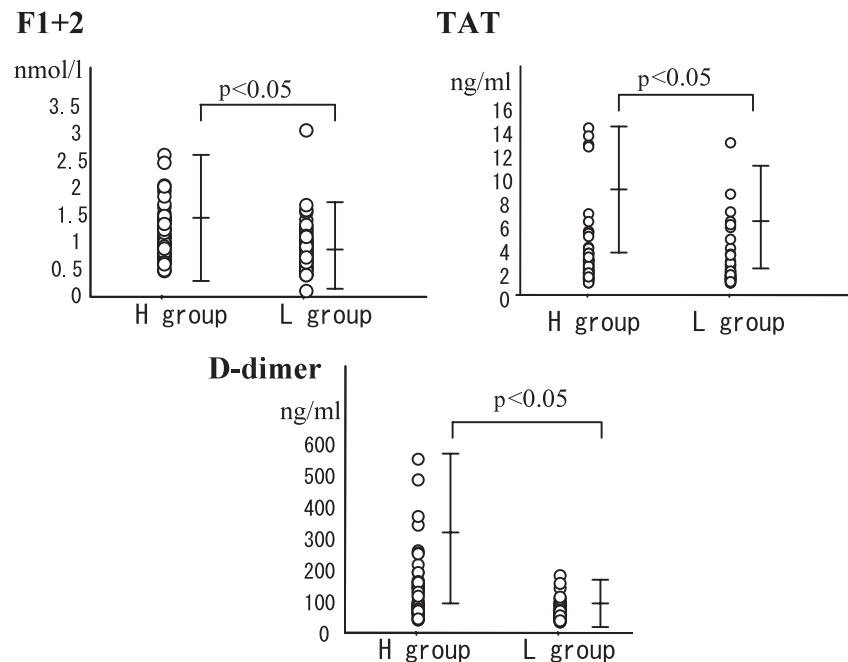 F1+2
nmol/l
p<0.05
3.5
3
2.5
2
1.5
1
0.5
0
H group
L group
TAT
ng/ml
p<0.05
16
14
12
10
8
6
4
2
0
H group
L group
D-dimer
ng/ml
p<0.05
600
500
400
300
200
100
0
H group
L group